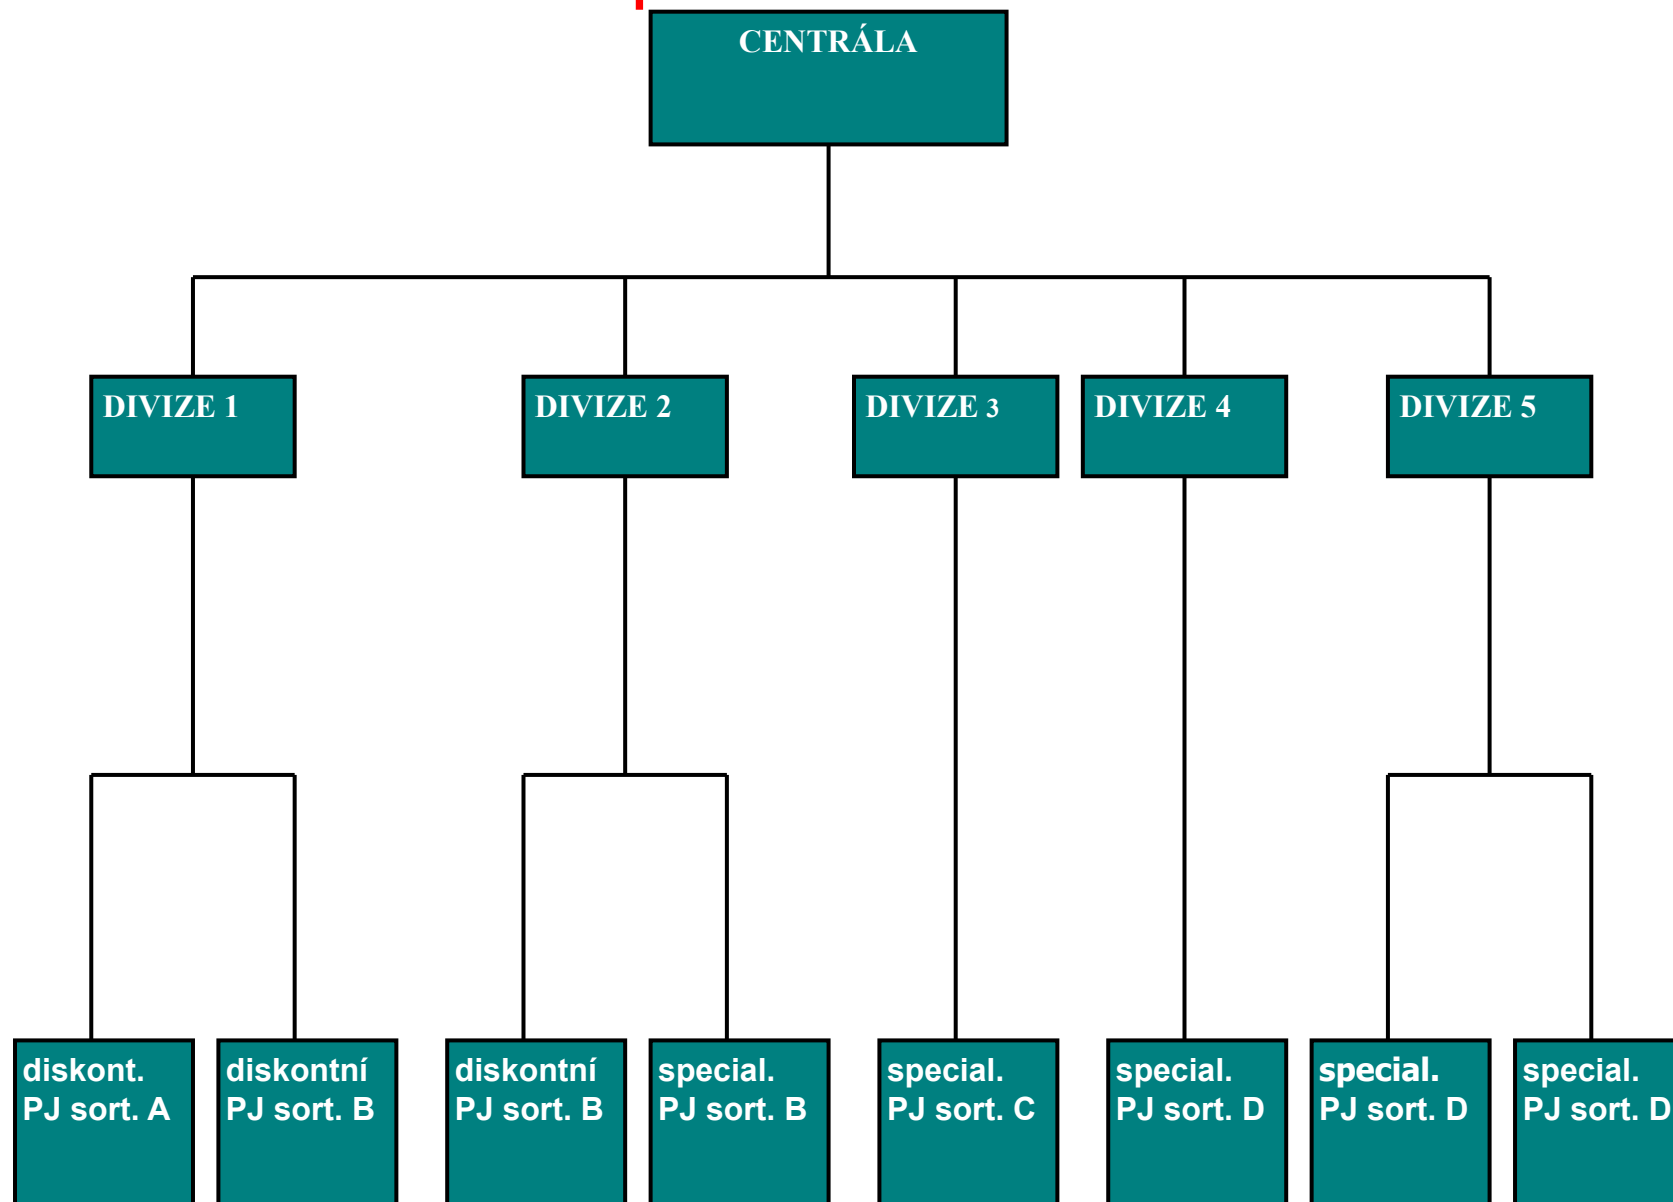 CENTRÁLA
DIVIZE 1
DIVIZE 2
DIVIZE 3
DIVIZE 4
DIVIZE 5
diskont.
PJ sort. A
diskontní
PJ sort. B
diskontní
PJ sort. B
special.
PJ sort. B
special.
PJ sort. C
special.
PJ sort. D
special.
PJ sort. D
special.
PJ sort. D